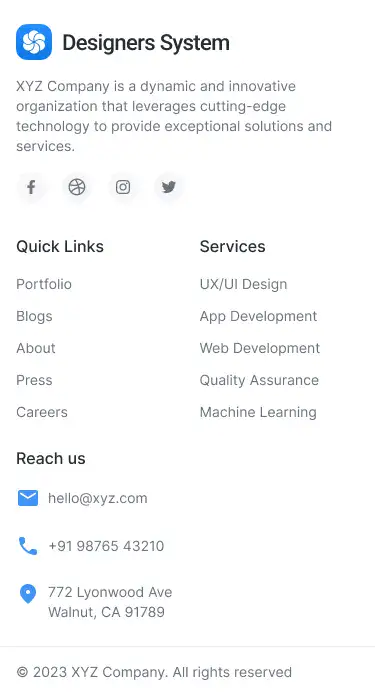 Designers System
XYZ Company is a dynamic and innovative
organization that leverages cutting-edge
technology to provide exceptional solutions and
services.
Quick Links
Portfolio
Blogs
About
Press
Careers
Services
UX/UI Design
App Development
Web Development
Quality Assurance
Machine Learning
Reach us
hello@xyz.com
+91 98765 43210
772 Lyonwood Ave
Walnut, CA 91789
© 2023 XYZ Company. All rights reserved